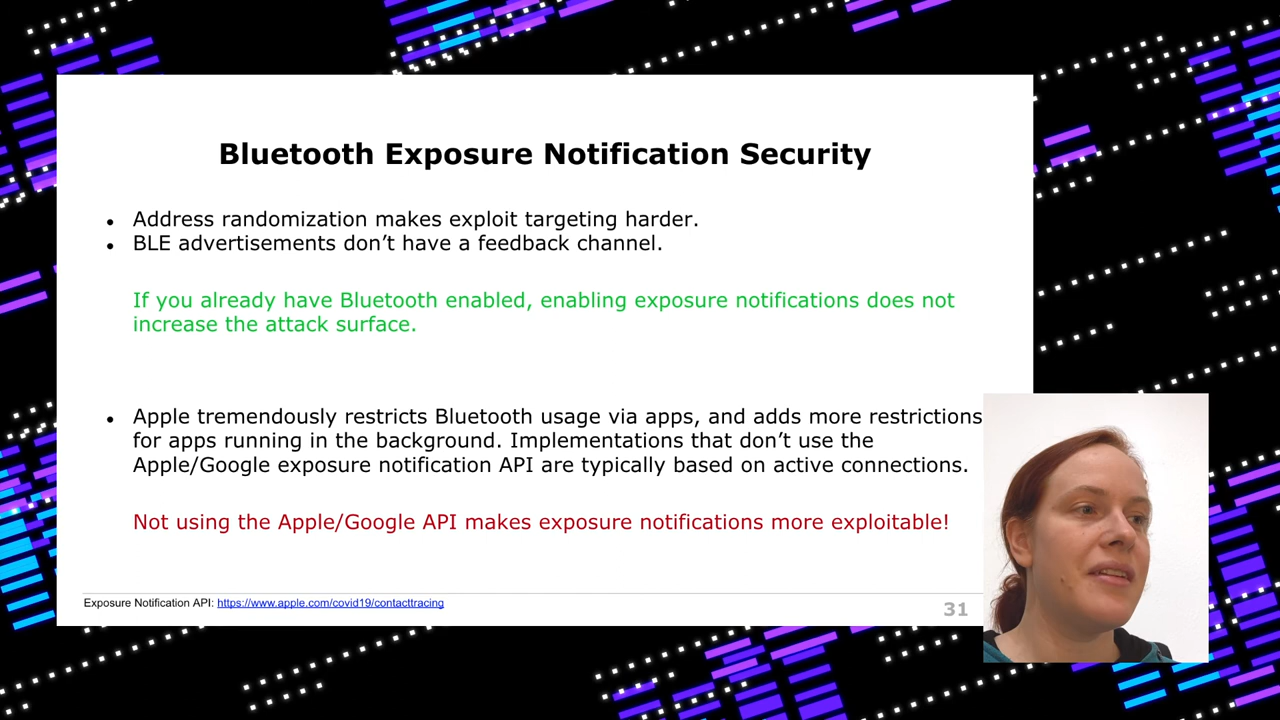 Bluetooth Exposure Notification Security
• Address randomization makes exploit targeting harder.
• BLE advertisements don’t have a feedback channel.
If you already have Bluetooth enabled, enabling exposure notifications does not
increase the attack surface.
• Apple tremendously restricts Bluetooth usage via apps, and adds more restrictions
for apps running in the background. Implementations that don’t use the
Apple/Google exposure notification API are typically based on active connections.
Not using the Apple/Google API makes exposure notifications more exploitable!
Exposure Notification API: https://www.apple.com/covid19/contacttracing
31